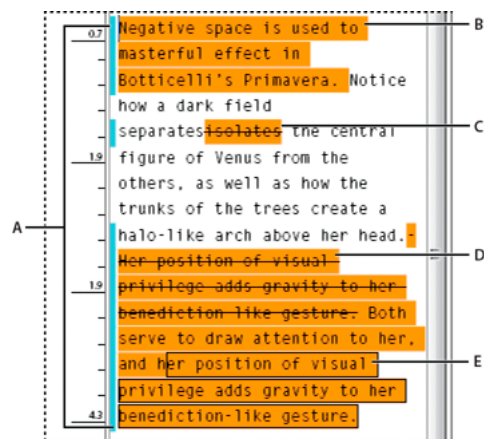 Negative space is used to
B
0.7
masterful effect in
Botticelli's Primavera. Notice
how a dark field
separatesisolates the central
C
1.9
figure of Venus from the
others, as well as how the
trunks of the trees create a
A
halo-like arch above her head.-
Her position of visual
D
1.9
privilege adds gravity to her
benediction like gesture. Both
serve to draw attention to her,
and her position of visual
E
privilege adds gravity to her
4.3
benediction-like gesture.